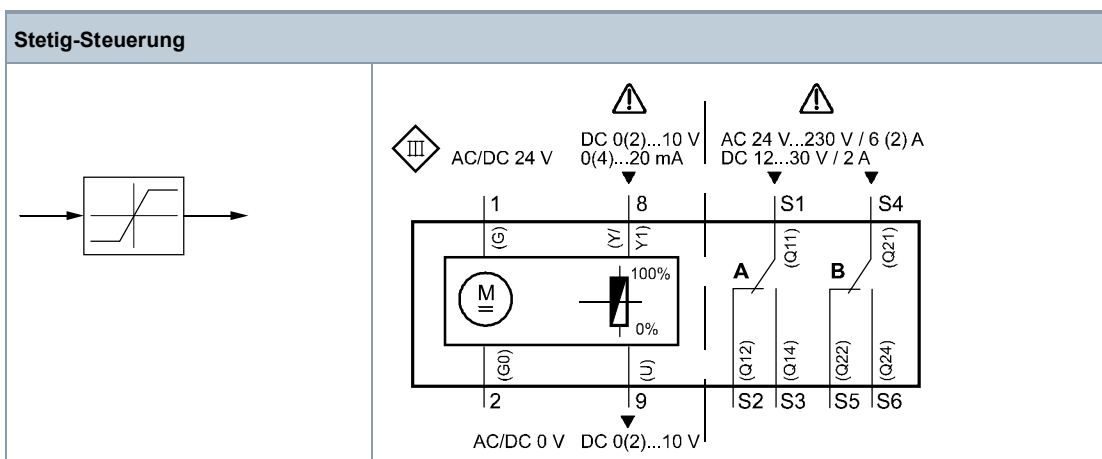 Stetig-Steuerung
III
AC/DC 24 V
DC 0(2)...10 V
0(4)...20 mA
AC 24 V...230 V / 6 (2) A
DC 12...30 V / 2 A
1
8
S1
S4
(G)
(Y/
Y1)
(Q11)
(Q21)
A
B
M
100%
0%
(G0)
(U)
(Q12)
(Q14)
(Q22)
(Q24)
2
9
S2
S3
S5
S6
AC/DC 0 V
DC 0(2)...10 V